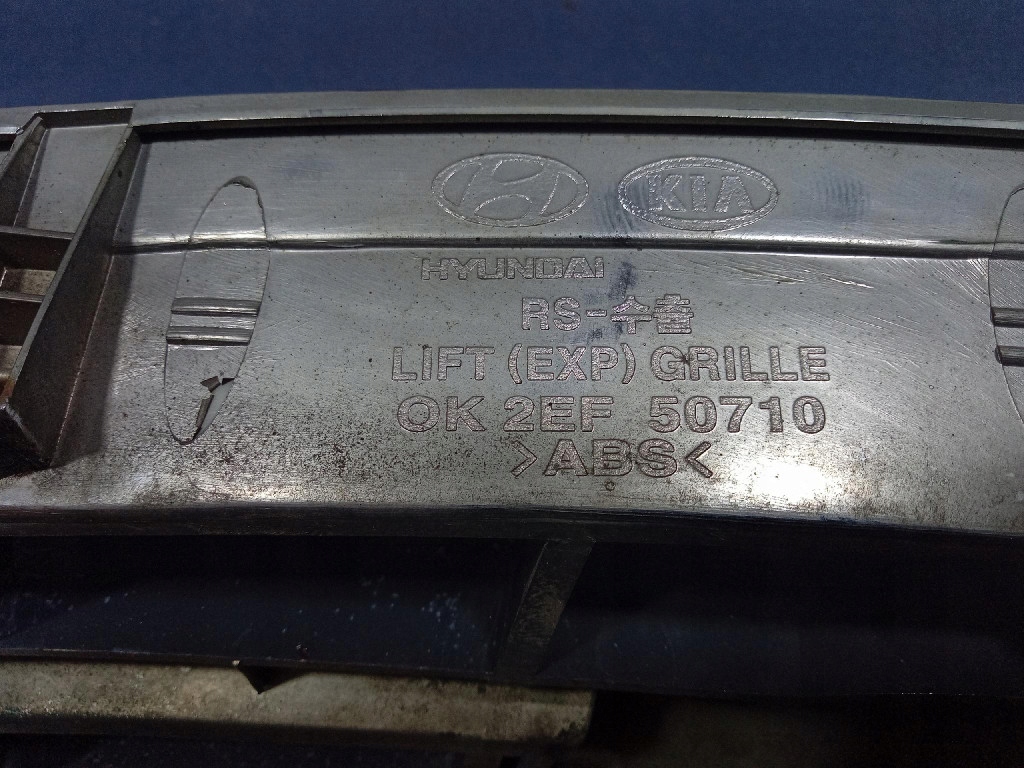 KIA
HYUNDAI
RS-수출
LIFT (EXP) GRILLE
OK 2EF 50710
>ABS<